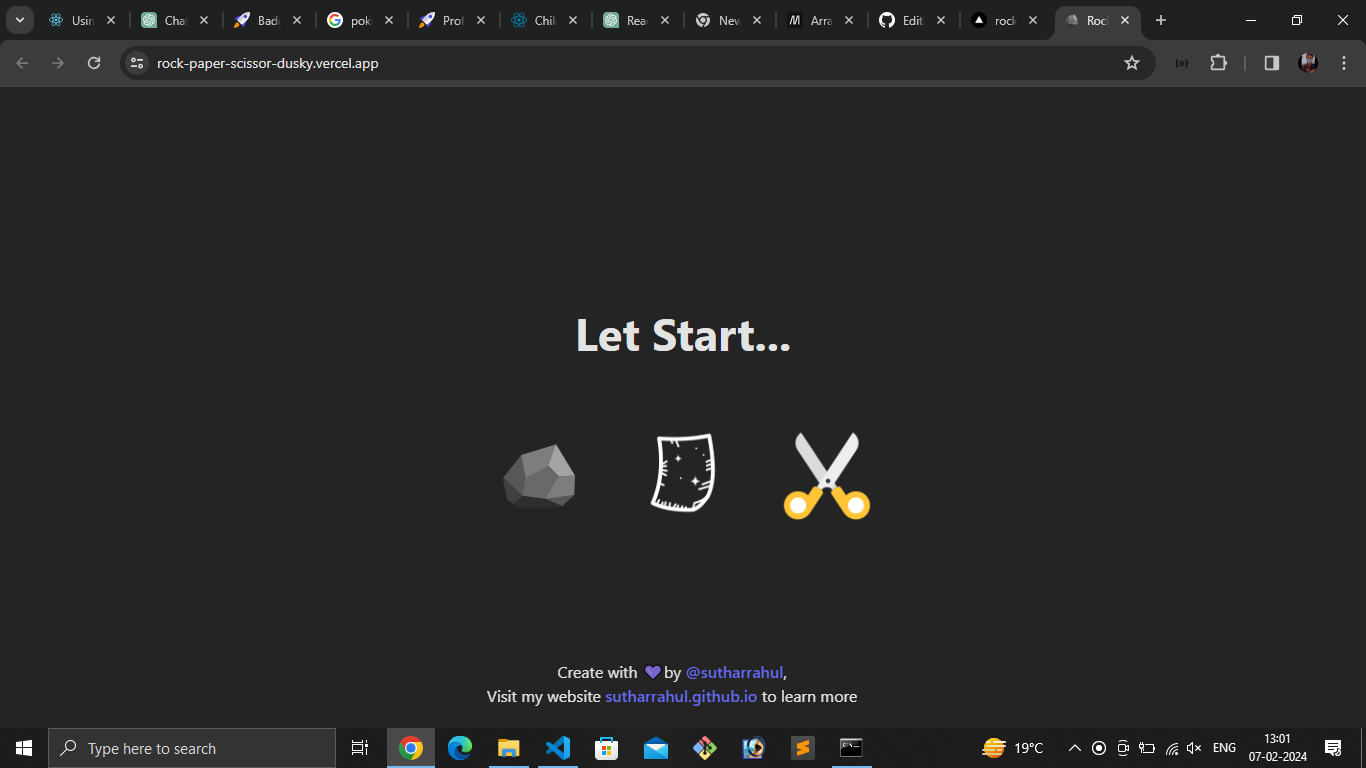 Usin
Chat
Bade
pok
Prof
Chil
Rea
New
Arra
Edit
rock
Rock
rock-paper-scissor-dusky.vercel.app
Let Start...
Create with 💜 by @sutharrahul,
Visit my website sutharrahul.github.io to learn more
Type here to search
19°C
ENG
13:01
07-02-2024